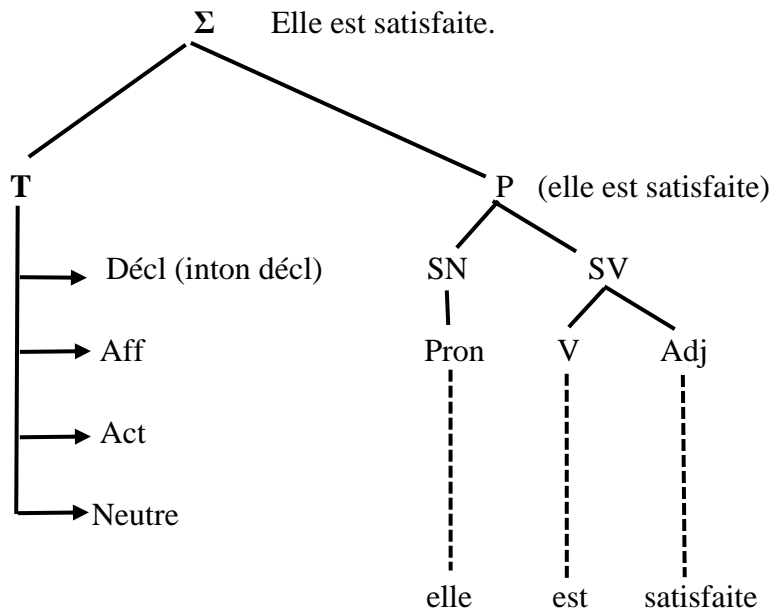 Σ Elle est satisfaite.
T P (elle est satisfaite)
Décl (inton décl) SN SV
Aff Pron V Adj
Act
Neutre
elle est satisfaite